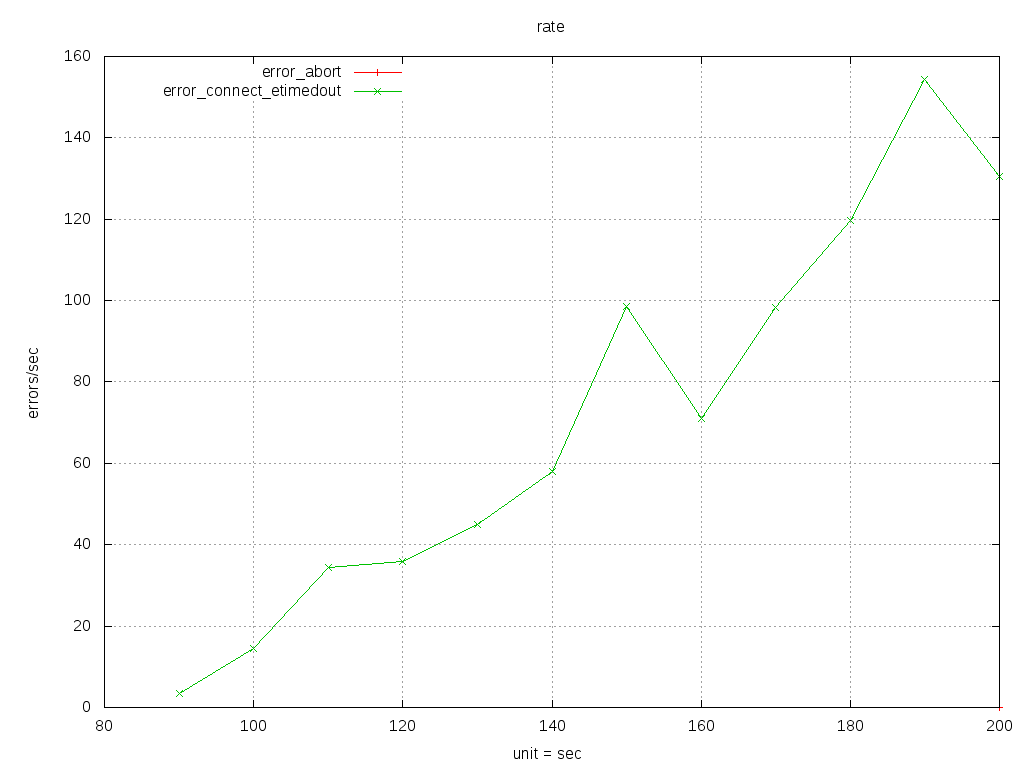 rate
160
140
120
100
80
60
40
20
0
error_abort
error_connect_etimedout
errors/sec
80 100 120 140 160 180 200
unit = sec